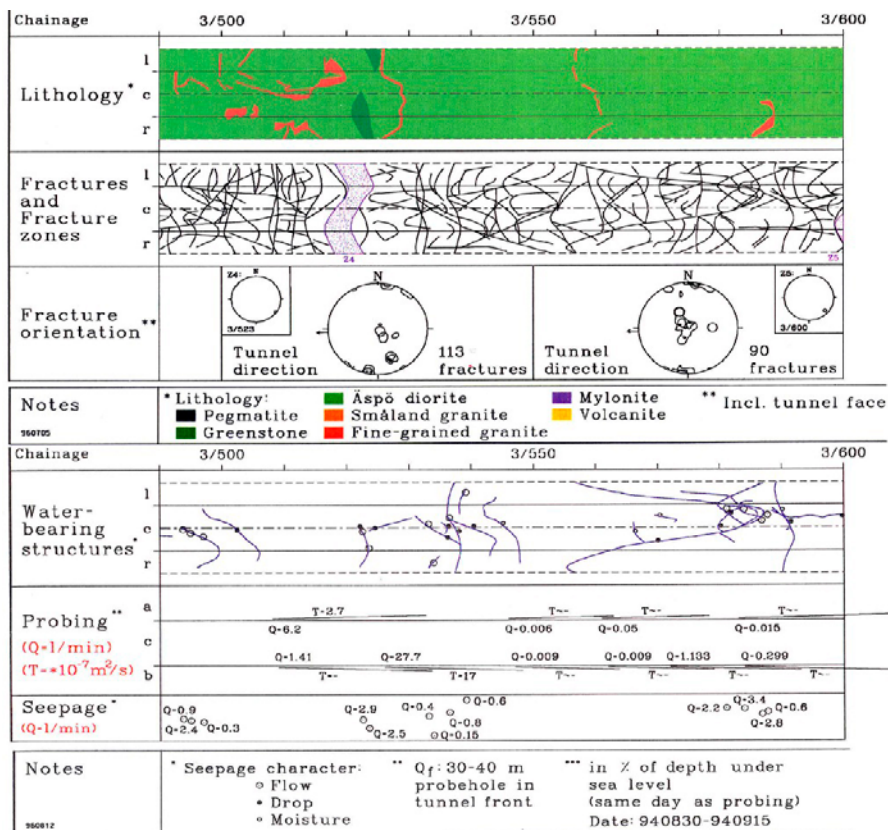 Chainage 3/500 3/550 3/600
l
Lithology * c
r
Fractures and Fracture zones l
c
r
Z4 Z5
Fracture orientation **
Z4: N 3/523
N
Tunnel direction 113 fractures
N
Tunnel direction 90 fractures
Z5: N 3/600
Notes
960705
* Lithology:
Pegmatite
Greenstone
Äspö diorite
Småland granite
Fine-grained granite
Mylonite
Volcanite
** Incl. tunnel face
Chainage 3/500 3/550 3/600
Water-bearing structures * l
c
r
Probing ** a
(Q=l/min) c
(T=*10⁻⁷m²/s) b
T=2.7 T=- T=- T=-
Q=6.2 Q=0.006 Q=0.05 Q=0.015
Q=1.41 Q=27.7 Q=0.009 Q=0.009 Q=1.133 Q=0.299
T=- T=17 T=- T=- T=- T=-
Seepage *
(Q=l/min)
Q=0.9 Q=2.9 Q=0.4 Q=0.6 Q=2.2 Q=3.4 Q=0.6
Q=2.4 Q=0.3 Q=2.5 Q=0.8 Q=0.15 Q=2.8
Notes
960812
* Seepage character:
Flow
Drop
Moisture
** Qf: 30-40 m
probehole in
tunnel front
*** in % of depth under
sea level
(same day as probing)
Date: 940830-940915